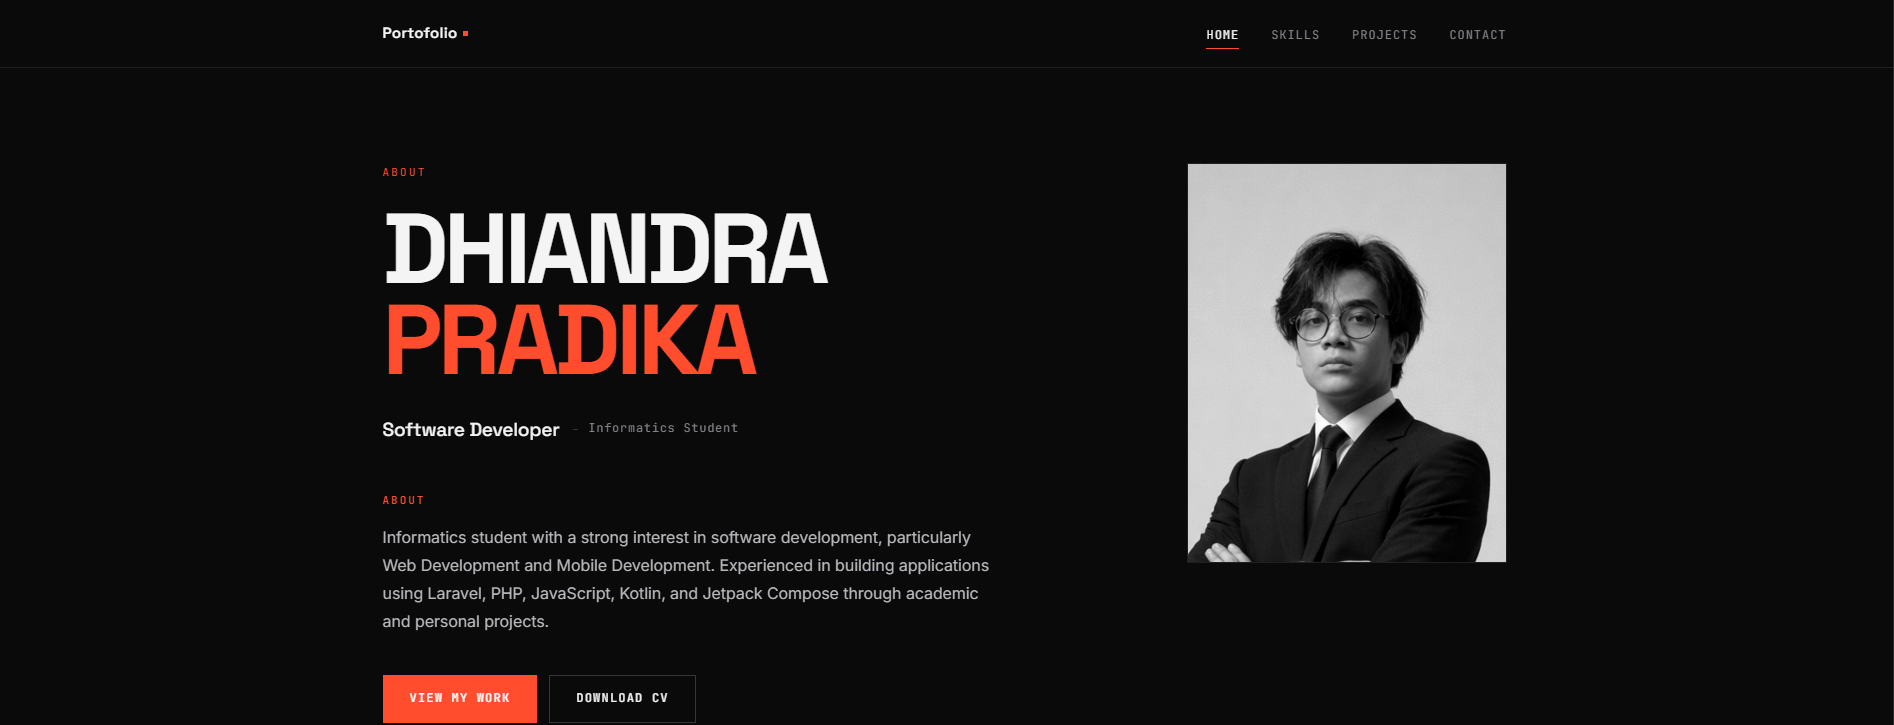 Portofolio
HOME SKILLS PROJECTS CONTACT
ABOUT
DHIANDRA
PRADIKA
Software Developer – Informatics Student
ABOUT
Informatics student with a strong interest in software development, particularly
Web Development and Mobile Development. Experienced in building applications
using Laravel, PHP, JavaScript, Kotlin, and Jetpack Compose through academic
and personal projects.
VIEW MY WORK DOWNLOAD CV